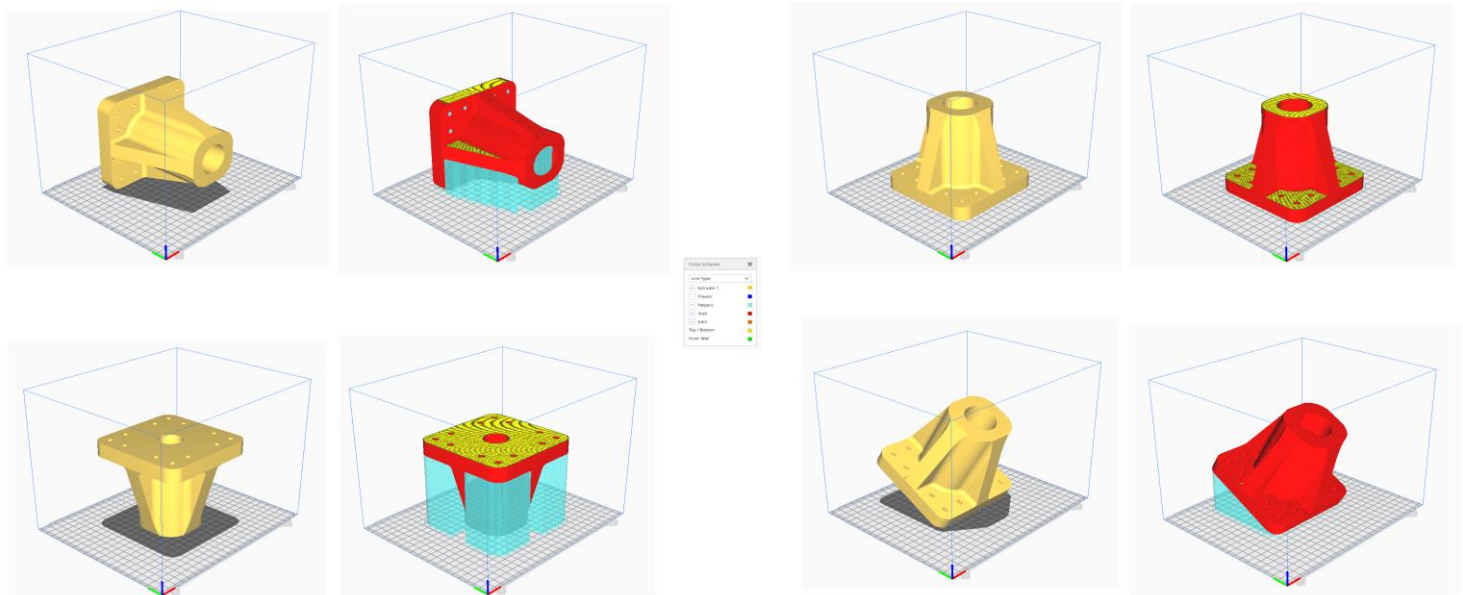 Color scheme
Line Type
Extruder 1
Travels
Helpers
Shell
Infill
Top / Bottom
Inner Wall